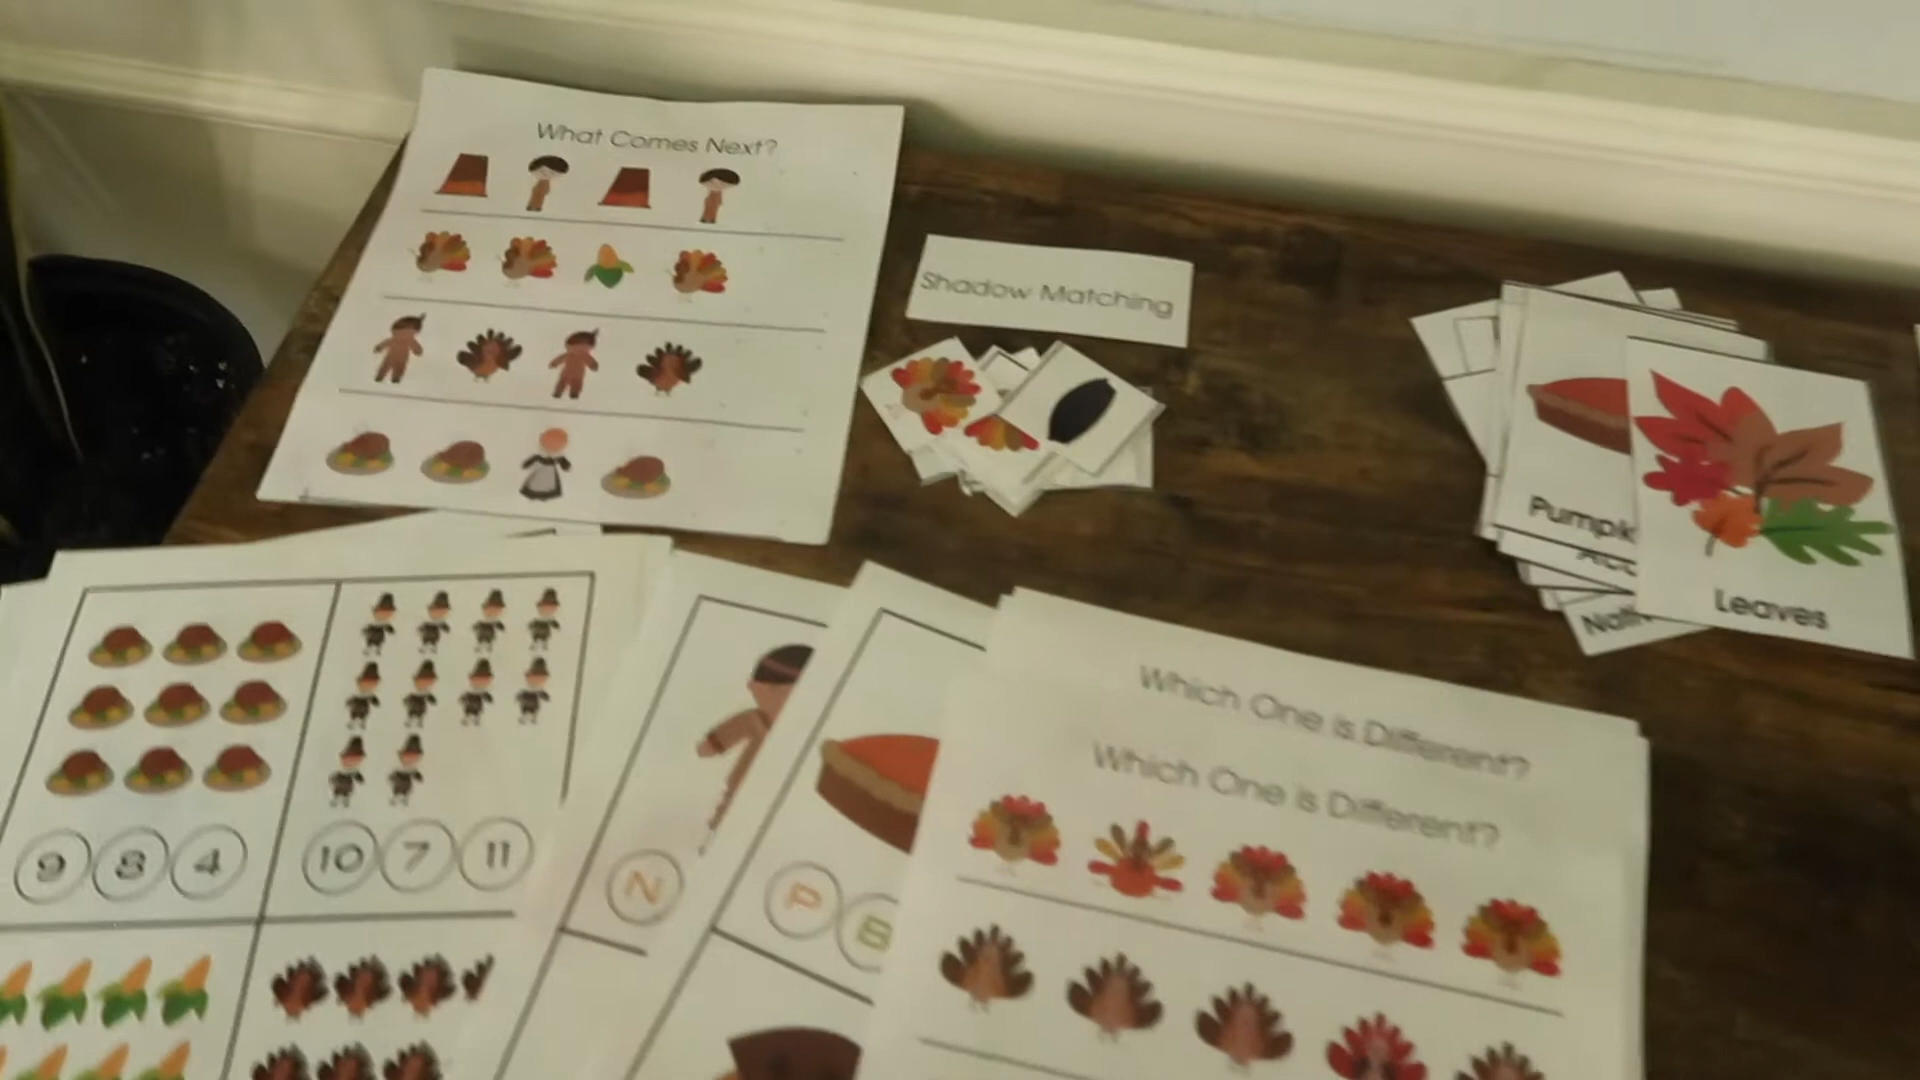 What Comes Next?
Shadow Matching
Leaves
9 8 4
10 7 11
N
P B
Which One is Different?
Which One is Different?